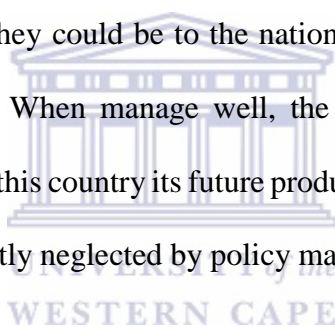 hey could be to the nation
When manage well, the
this country its future produ
tly neglected by policy ma
UNIVERSITY of the
WESTERN CAPE